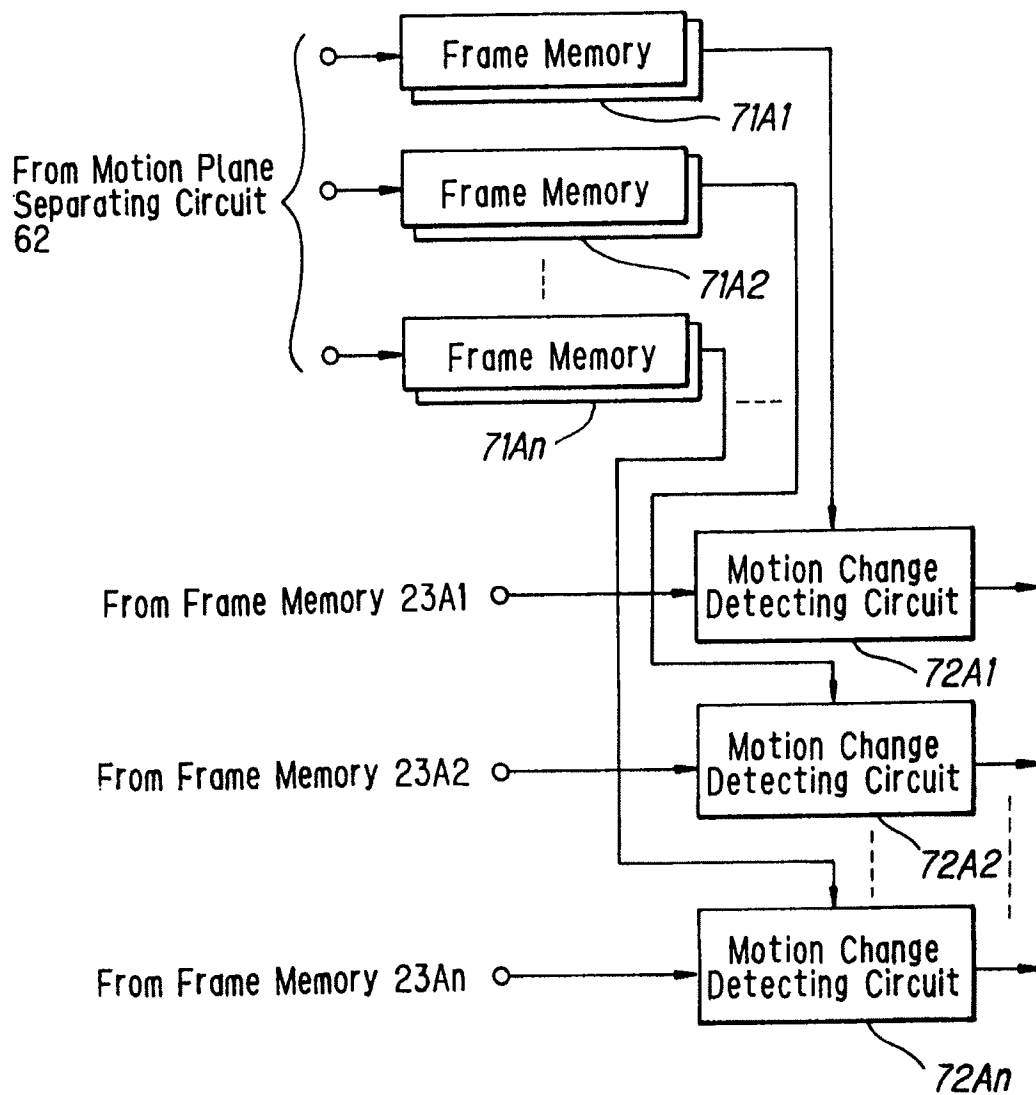 Frame Memory
71A1
From Motion Plane
Separating Circuit
62
Frame Memory
71A2
Frame Memory
71An
Motion Change
Detecting Circuit
From Frame Memory 23A1
72A1
Motion Change
Detecting Circuit
From Frame Memory 23A2
72A2
Motion Change
Detecting Circuit
From Frame Memory 23An
72An